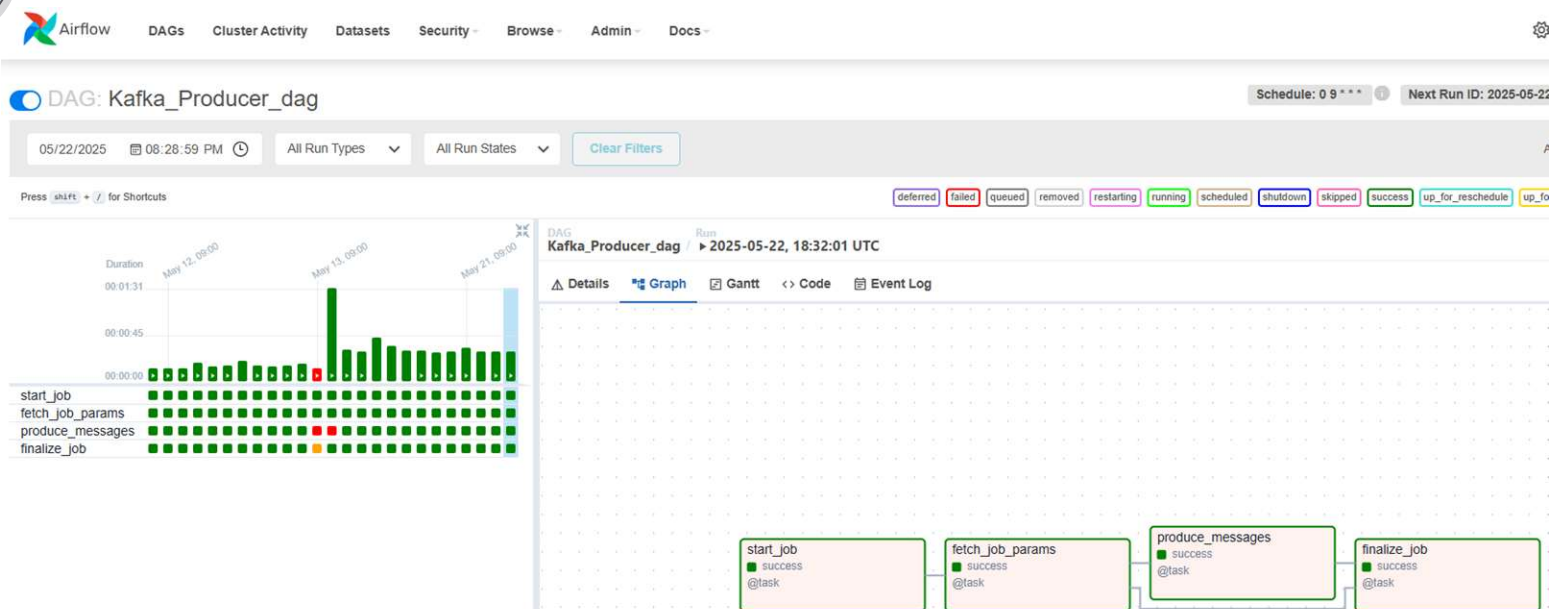 Airflow DAGs Cluster Activity Datasets Security Browse Admin Docs
DAG: Kafka_Producer_dag
Schedule: 0 9 * * * Next Run ID: 2025-05-22
05/22/2025 08:28:59 PM All Run Types All Run States Clear Filters
Press shift + / for Shortcuts
deferred failed queued removed restarting running scheduled shutdown skipped success up_for_reschedule up_fo
Duration
May 12, 09:00 May 13, 09:00 May 21, 09:00
00:01:31
00:00:45
00:00:00
start_job
fetch_job_params
produce_messages
finalize_job
DAG Run
Kafka_Producer_dag / 2025-05-22, 18:32:01 UTC
Details Graph Gantt <> Code Event Log
start_job
success
@task
fetch_job_params
success
@task
produce_messages
success
@task
finalize_job
success
@task